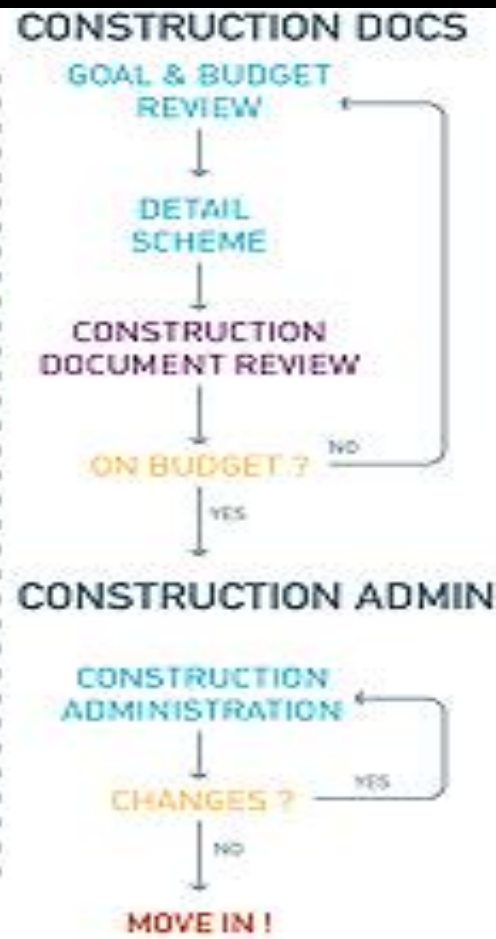 CONSTRUCTION DOCS
GOAL & BUDGET
REVIEW
DETAIL
SCHEME
CONSTRUCTION
DOCUMENT REVIEW
ON BUDGET ?
NO
YES
CONSTRUCTION ADMIN
CONSTRUCTION
ADMINISTRATION
CHANGES ?
YES
NO
MOVE IN !